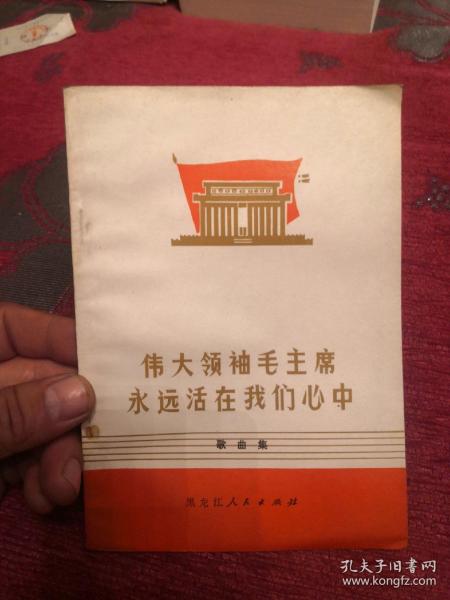 伟大领袖毛主席
永远活在我们心中
歌曲集
黑龙江人民出版社
孔夫子旧书网
www.kongfz.com